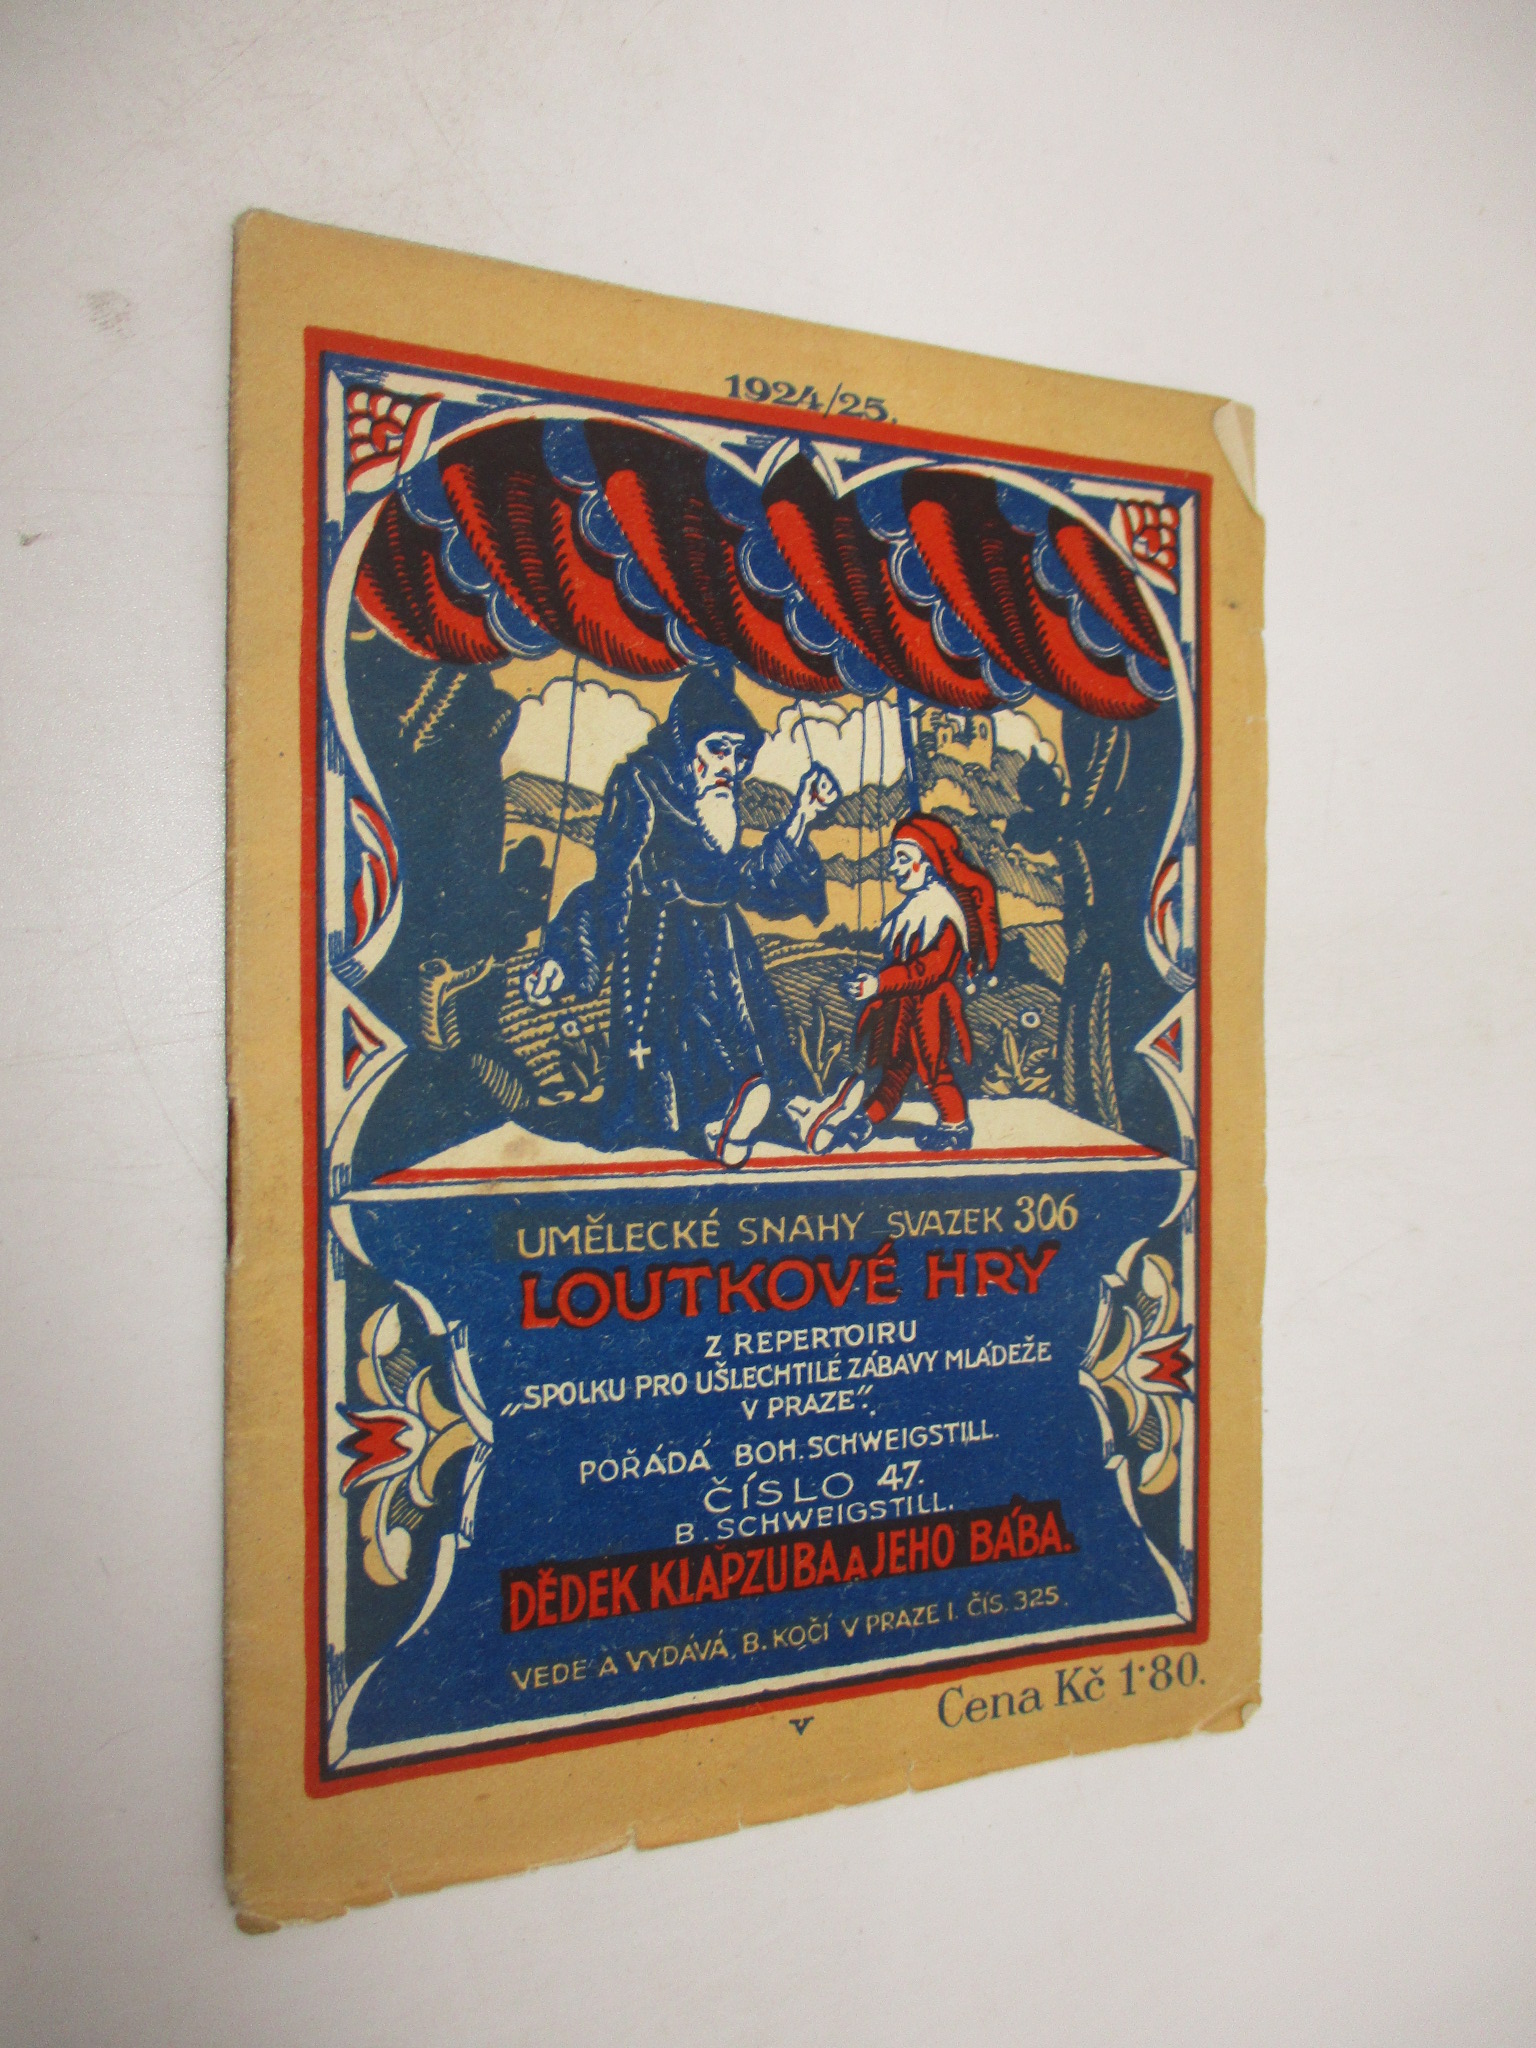 1924/25.
UMĚLECKÉ SNAHY SVAZEK 306
LOUTKOVÉ HRY
Z REPERTOIRU
„SPOLKU PRO UŠLECHTILÉ ZÁBAVY MLÁDEŽE
V PRAZE“.
POŘÁDÁ BOH. SCHWEIGSTILL.
ČÍSLO 47.
B. SCHWEIGSTILL.
DĚDEK KLAPZUBA A JEHO BÁBA.
VEDE A VYDÁVÁ B. KOČÍ V PRAZE I. ČÍS. 325.
V
Cena Kč 1·80.